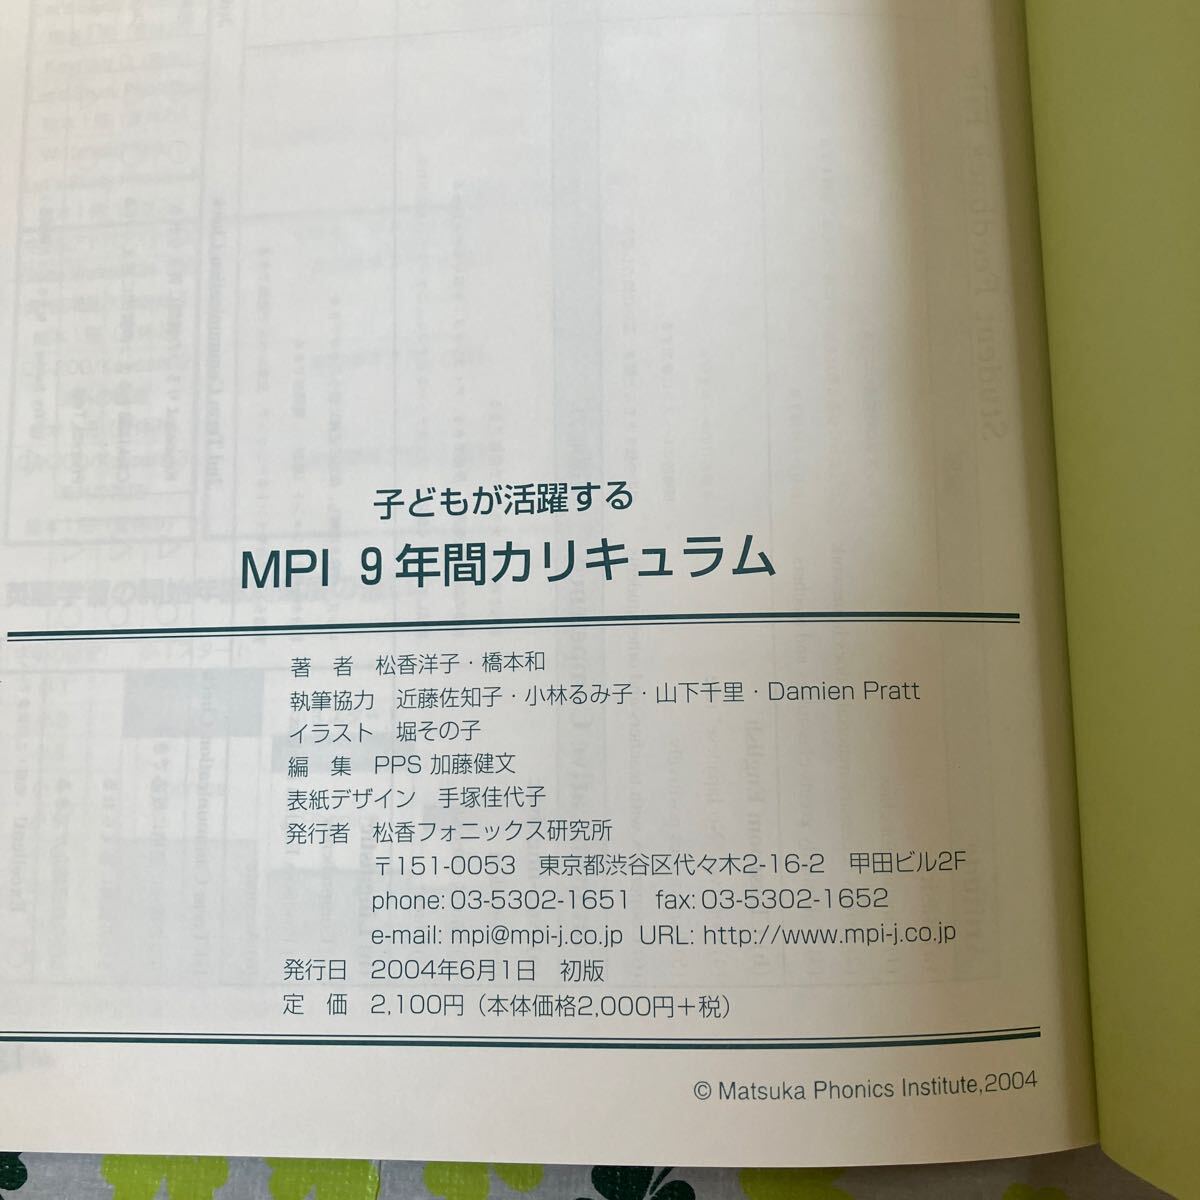 子どもが活躍する
MPI 9年間カリキュラム
著 者 松香洋子・橋本和
執筆協力 近藤佐知子・小林るみ子・山下千里・Damien Pratt
イラスト 堀その子
編 集 PPS 加藤健文
表紙デザイン 手塚佳代子
発行者 松香フォニックス研究所
〒151-0053 東京都渋谷区代々木2-16-2 甲田ビル2F
phone: 03-5302-1651 fax: 03-5302-1652
e-mail: mpi@mpi-j.co.jp URL: http://www.mpi-j.co.jp
発行日 2004年6月1日 初版
定 価 2,100円（本体価格2,000円＋税）
© Matsuka Phonics Institute,2004